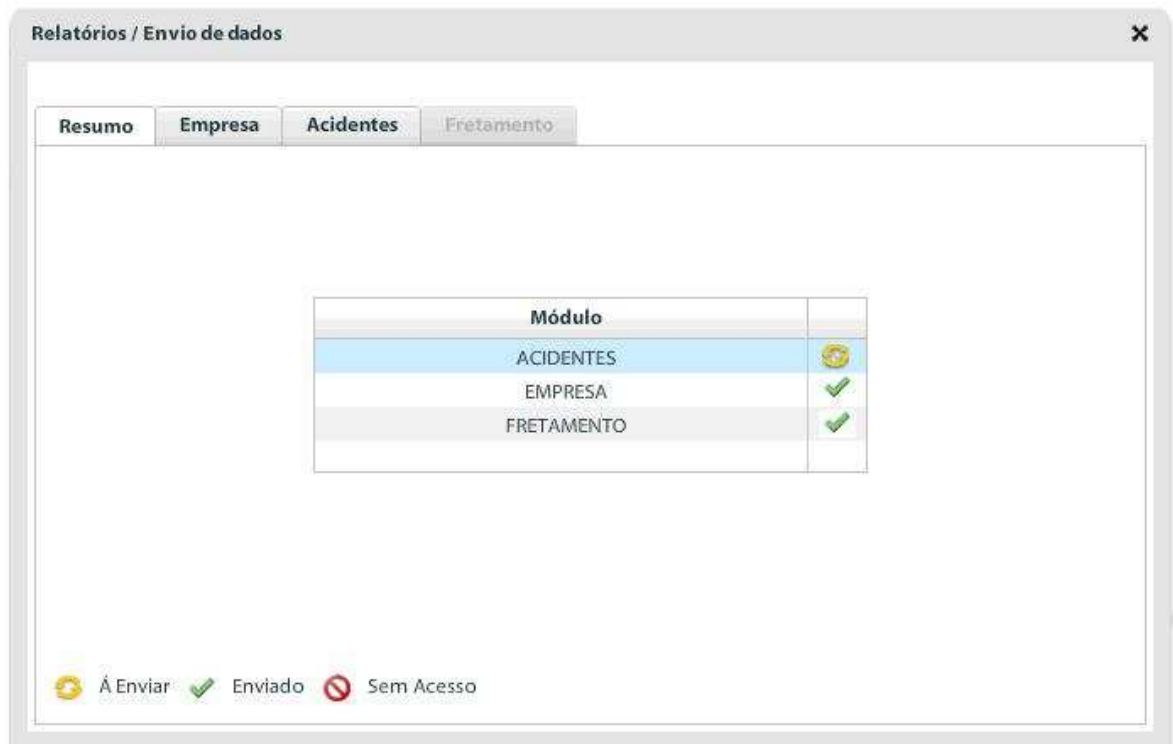 Relatórios / Envio de dados
Resumo Empresa Acidentes Fretamento
Módulo
ACIDENTES
EMPRESA
FRETAMENTO
Á Enviar Enviado Sem Acesso